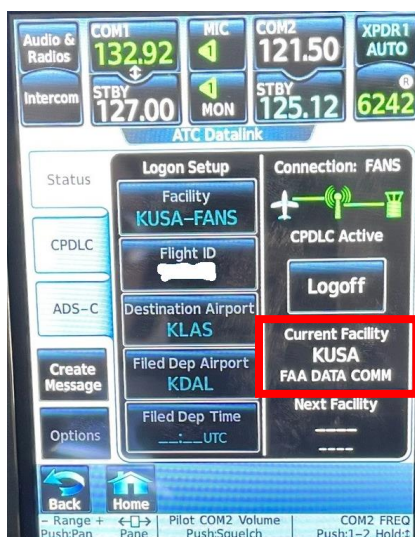 Audio & Radios
COM1
132.92
STBY
127.00
MIC
1
1
MON
COM2
121.50
STBY
125.12
XPDR1
AUTO
R
6242
Intercom
ATC Datalink
Status
CPDLC
ADS-C
Create Message
Options
Logon Setup
Facility
KUSA-FANS
Flight ID
Destination Airport
KLAS
Filed Dep Airport
KDAL
Filed Dep Time
__:__UTC
Connection: FANS
CPDLC Active
Logoff
Current Facility
KUSA
FAA DATA COMM
Next Facility
____
____
Back
Home
- Range +
Push:Pan
Pane
Pilot COM2 Volume
Push:Squelch
COM2 FREQ
Push:1-2 Hold:↕